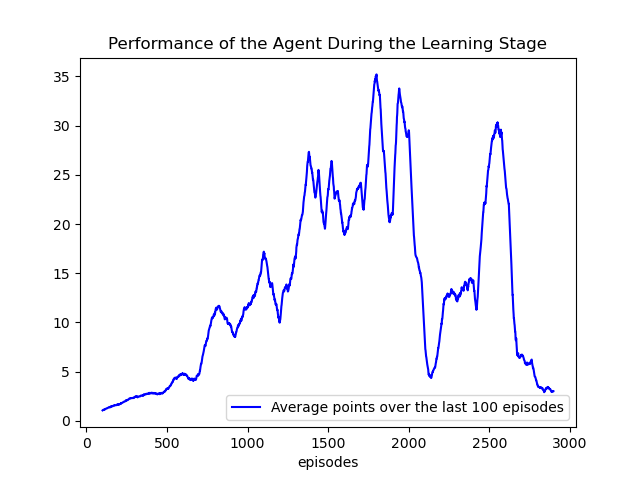 Performance of the Agent During the Learning Stage
35
30
25
20
15
10
5
0
Average points over the last 100 episodes
0 500 1000 1500 2000 2500 3000
episodes